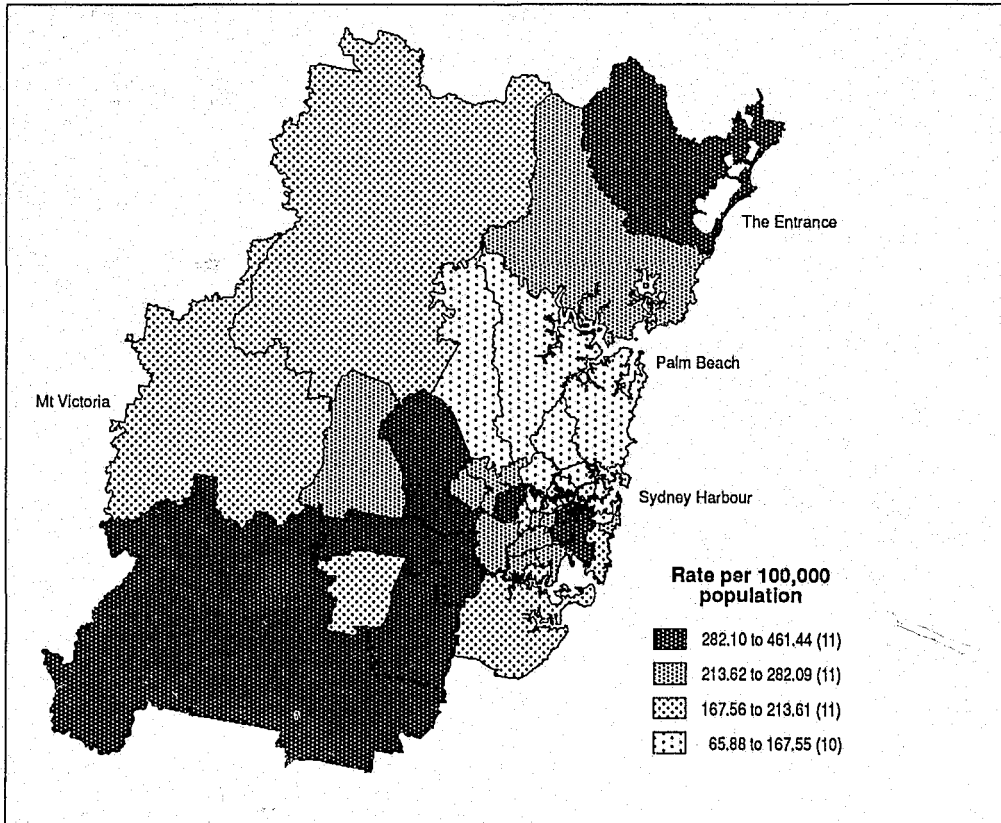 The Entrance
Palm Beach
Mt Victoria
Sydney Harbour
Rate per 100,000
population
282.10 to 461.44 (11)
213.62 to 282.09 (11)
167.56 to 213.61 (11)
65.88 to 167.55 (10)